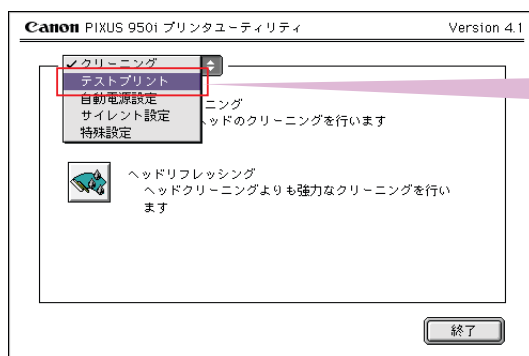 Canon PIXUS 950i プリンタユーティリティ Version 4.1
✓クリーニング
テストプリント
自動電源設定
サイレント設定
特殊設定
ニング
ヘッドのクリーニングを行います
ヘッドリフレッシング
ヘッドクリーニングよりも強力なクリーニングを行い
ます
終了